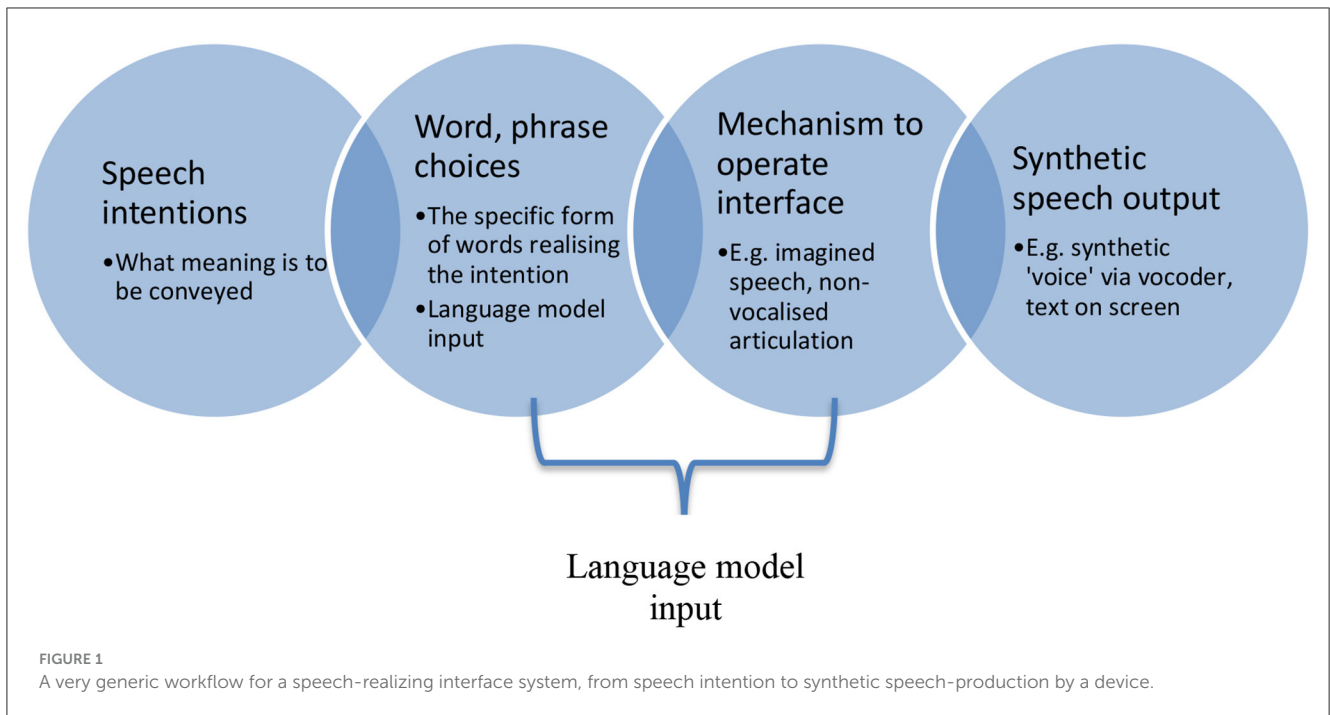 Speech
intentions
•What meaning is to
be conveyed
Word, phrase
choices
•The specific form
of words realising
the intention
•Language model
input
Mechanism to
operate
interface
•E.g. imagined
speech, non-
vocalised
articulation
Synthetic
speech output
•E.g. synthetic
'voice' via vocoder,
text on screen
Language model
input
FIGURE 1
A very generic workflow for a speech-realizing interface system, from speech intention to synthetic speech-production by a device.